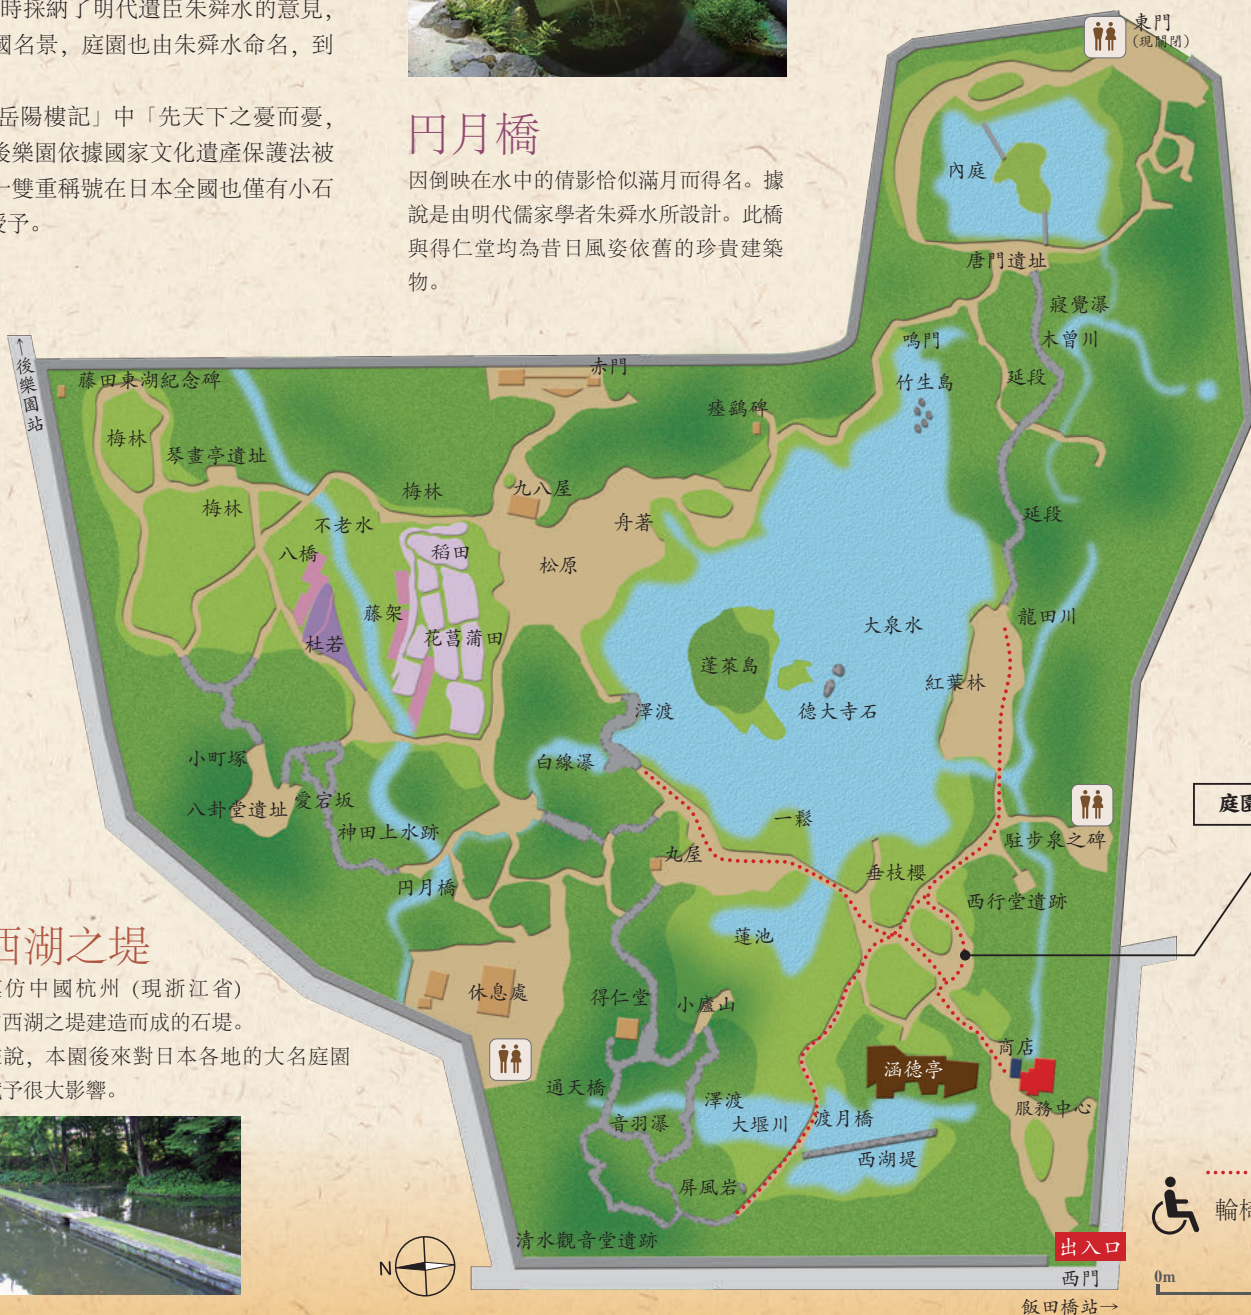 時採納了明代遺臣朱舜水的意見，
國名景，庭園也由朱舜水命名，到
岳陽樓記」中「先天下之憂而憂，
後樂園依據國家文化遺產保護法被
一雙重稱號在日本全國也僅有小石
授予。
円月橋
因倒映在水中的倩影恰似滿月而得名。據
說是由明代儒家學者朱舜水所設計。此橋
與得仁堂均為昔日風姿依舊的珍貴建築
物。
東門
(現關閉)
內庭
唐門遺址
寢覺瀑
木曾川
鳴門
竹生島
延段
←後樂園站
藤田東湖紀念碑
赤門
瘞鷂碑
梅林
琴畫亭遺址
梅林
梅林
九八屋
舟著
延段
不老水
八橋
稻田
松原
藤架
花菖蒲田
杜若
大泉水
龍田川
蓬萊島
紅葉林
德大寺石
澤渡
小町塚
白線瀑
八卦堂遺址
愛宕坂
神田上水跡
一鬆
庭園
駐步泉之碑
丸屋
垂枝櫻
円月橋
西行堂遺跡
蓮池
西湖之堤
仿中國杭州 (現浙江省)
西湖之堤建造而成的石堤。
說，本園後來對日本各地的大名庭園
予很大影響。
休息處
得仁堂
小廬山
商店
涵德亭
通天橋
澤渡
服務中心
音羽瀑
大堰川
渡月橋
西湖堤
屏風岩
輪椅
清水觀音堂遺跡
N
出入口
西門
0m
飯田橋站→